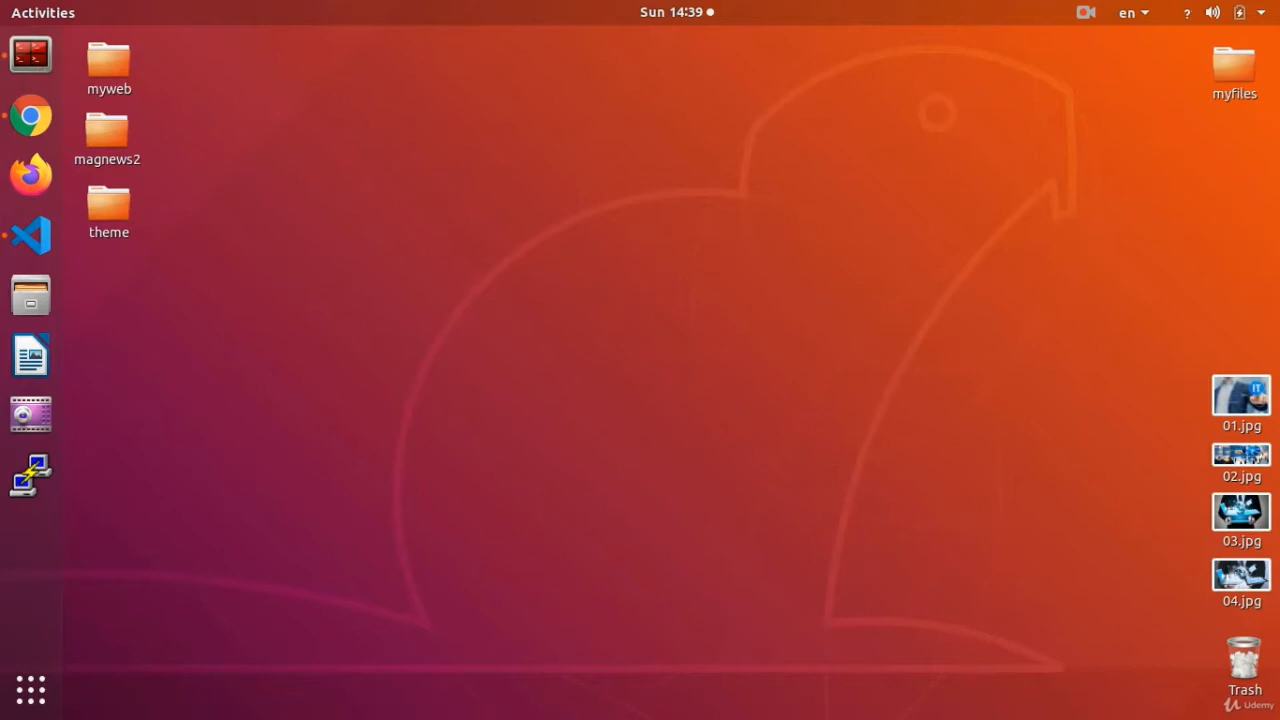 Activities
Sun 14:39
en
?
myweb
magnews2
theme
myfiles
IT
01.jpg
02.jpg
03.jpg
04.jpg
Trash
Udemy